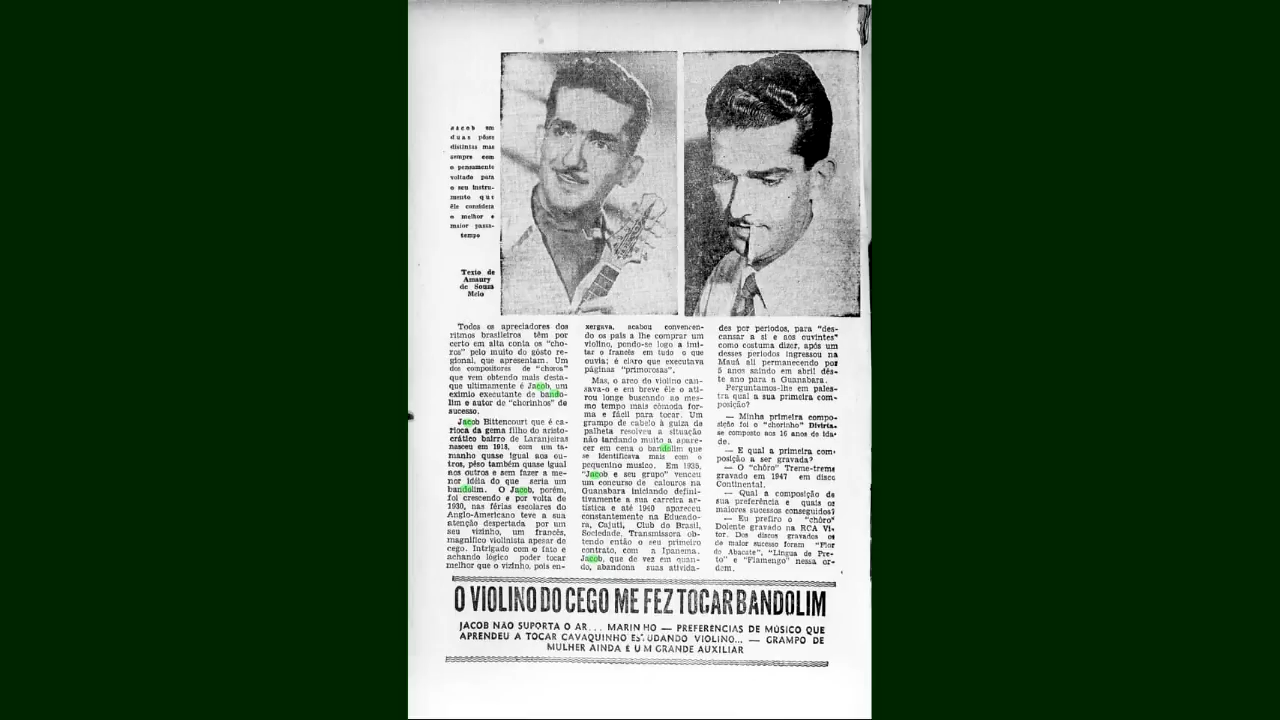 Jacob em
duas pôses
distintas mas
sempre com
o pensamento
voltado para
o seu instru-
mento que
êle considera
o melhor e
maior passa-
tempo
Texto de
Amaury
de Souza
Melo
Todos os apreciadores dos
ritmos brasileiros têm por
certo em alta conta os "cho-
ros" pelo muito do gôsto re-
gional, que apresentam. Um
dos compositores de "choros"
que vem obtendo mais desta-
que ultimamente é Jacob, um
exímio executante de bando-
lim e autor de "chorinhos" de
sucesso.
Jacob Bittencourt que é ca-
rioca da gema filho do aristo-
crático bairro de Laranjeiras
nasceu em 1918, com um ta-
manho quase igual aos ou-
tros, pêso também quase igual
aos outros e sem fazer a me-
nor idéia do que seria um
bandolim. O Jacob, porém,
foi crescendo e por volta de
1930, nas férias escolares do
Anglo-Americano teve a sua
atenção despertada por um
seu vizinho, um francês,
magnífico violinista apesar de
cego. Intrigado com o fato e
achando lógico poder tocar
melhor que o vizinho, pois en-
xergava, acabou convencen-
do os pais a lhe comprar um
violino, pondo-se logo a imi-
tar o francês em tudo o que
ouvia; é claro que executava
páginas "primorosas".
Mas, o arco do violino can-
sava-o e em breve êle o ati-
rou longe buscando ao mes-
mo tempo mais cômoda for-
ma e fácil para tocar. Um
grampo de cabelo à guiza de
palheta resolveu a situação
não tardando muito a apare-
cer em cena o bandolim que
se identificava mais com o
pequenino musico. Em 1935,
"Jacob e seu grupo" venceu
um concurso de calouros na
Guanabara iniciando defini-
tivamente a sua carreira ar-
tística e até 1940 apareceu
constantemente na Educado-
ra, Cajuti, Club do Brasil,
Sociedade, Transmissora ob-
tendo então o seu primeiro
contrato, com a Ipanema.
Jacob, que de vez em quan-
do, abandona suas ativida-
des por periodos, para "des-
cansar a si e aos ouvintes"
como costuma dizer, após um
desses periodos ingressou na
Mauá ali permanecendo por
5 anos saindo em abril dês-
te ano para a Guanabara.
Perguntamos-lhe em pales-
tra qual a sua primeira com-
posição?
— Minha primeira compo-
sição foi o "chorinho" Divirta-
se composto aos 16 anos de ida-
de.
— E qual a primeira com-
posição a ser gravada?
— O "chôro" Treme-treme
gravado em 1947 em disco
Continental.
— Qual a composição de
sua preferência e quais os
maiores sucessos conseguidos?
— Eu prefiro o "chôro"
Dolente gravado na RCA Vi-
tor. Dos discos gravados os
de maior sucesso foram "Flor
do Abacate", "Lingua de Pre-
to" e "Flamengo" nessa or-
dem.
O VIOLINO DO CEGO ME FEZ TOCAR BANDOLIM
JACOB NÃO SUPORTA O AR... MARINHO — PREFERENCIAS DE MÚSICO QUE
APRENDEU A TOCAR CAVAQUINHO ESTUDANDO VIOLINO... — GRAMPO DE
MULHER AINDA É UM GRANDE AUXILIAR